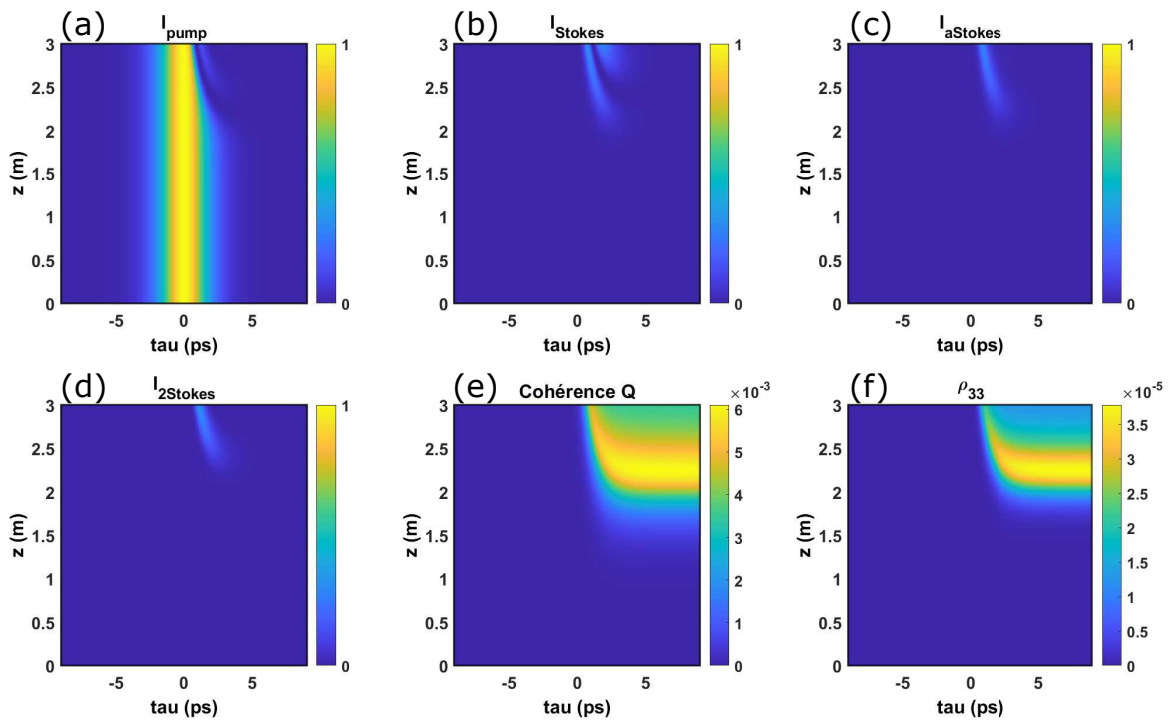 (a) I_pump
(b) I_Stokes
(c) I_aStokes
3
2.5
2
1.5
1
0.5
0
z (m)
-5 0 5
tau (ps)
1
0
3
2.5
2
1.5
1
0.5
0
z (m)
-5 0 5
tau (ps)
1
0
3
2.5
2
1.5
1
0.5
0
z (m)
-5 0 5
tau (ps)
1
0
(d) I_2Stokes
(e) Cohérence Q
(f) ρ_33
3
2.5
2
1.5
1
0.5
0
z (m)
-5 0 5
tau (ps)
1
0
3
2.5
2
1.5
1
0.5
0
z (m)
-5 0 5
tau (ps)
×10^-3
6
5
4
3
2
1
0
3
2.5
2
1.5
1
0.5
0
z (m)
-5 0 5
tau (ps)
×10^-5
3.5
3
2.5
2
1.5
1
0.5
0